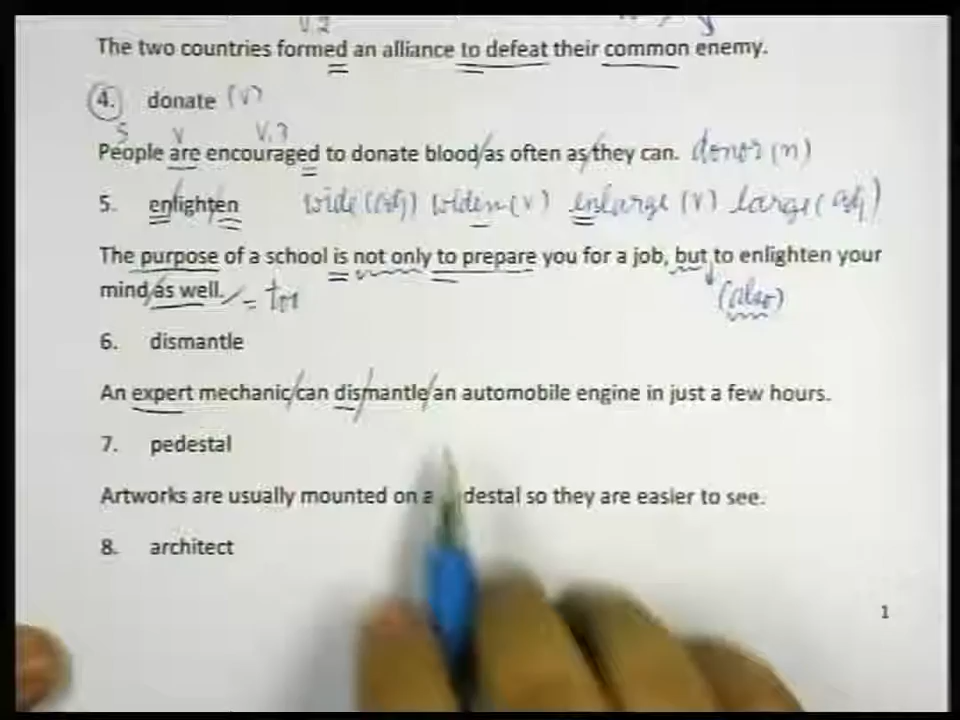 V.2
The two countries formed an alliance to defeat their common enemy.
4. donate (v)
S V V.3
People are encouraged to donate blood/as often as/they can. donor (n)
5. enlighten wide (adj) widen (v) enlarge (v) large (adj)
The purpose of a school is not only to prepare you for a job, but to enlighten your
mind as well. = too (also)
6. dismantle
An expert mechanic/can dismantle/an automobile engine in just a few hours.
7. pedestal
Artworks are usually mounted on a destal so they are easier to see.
8. architect
1